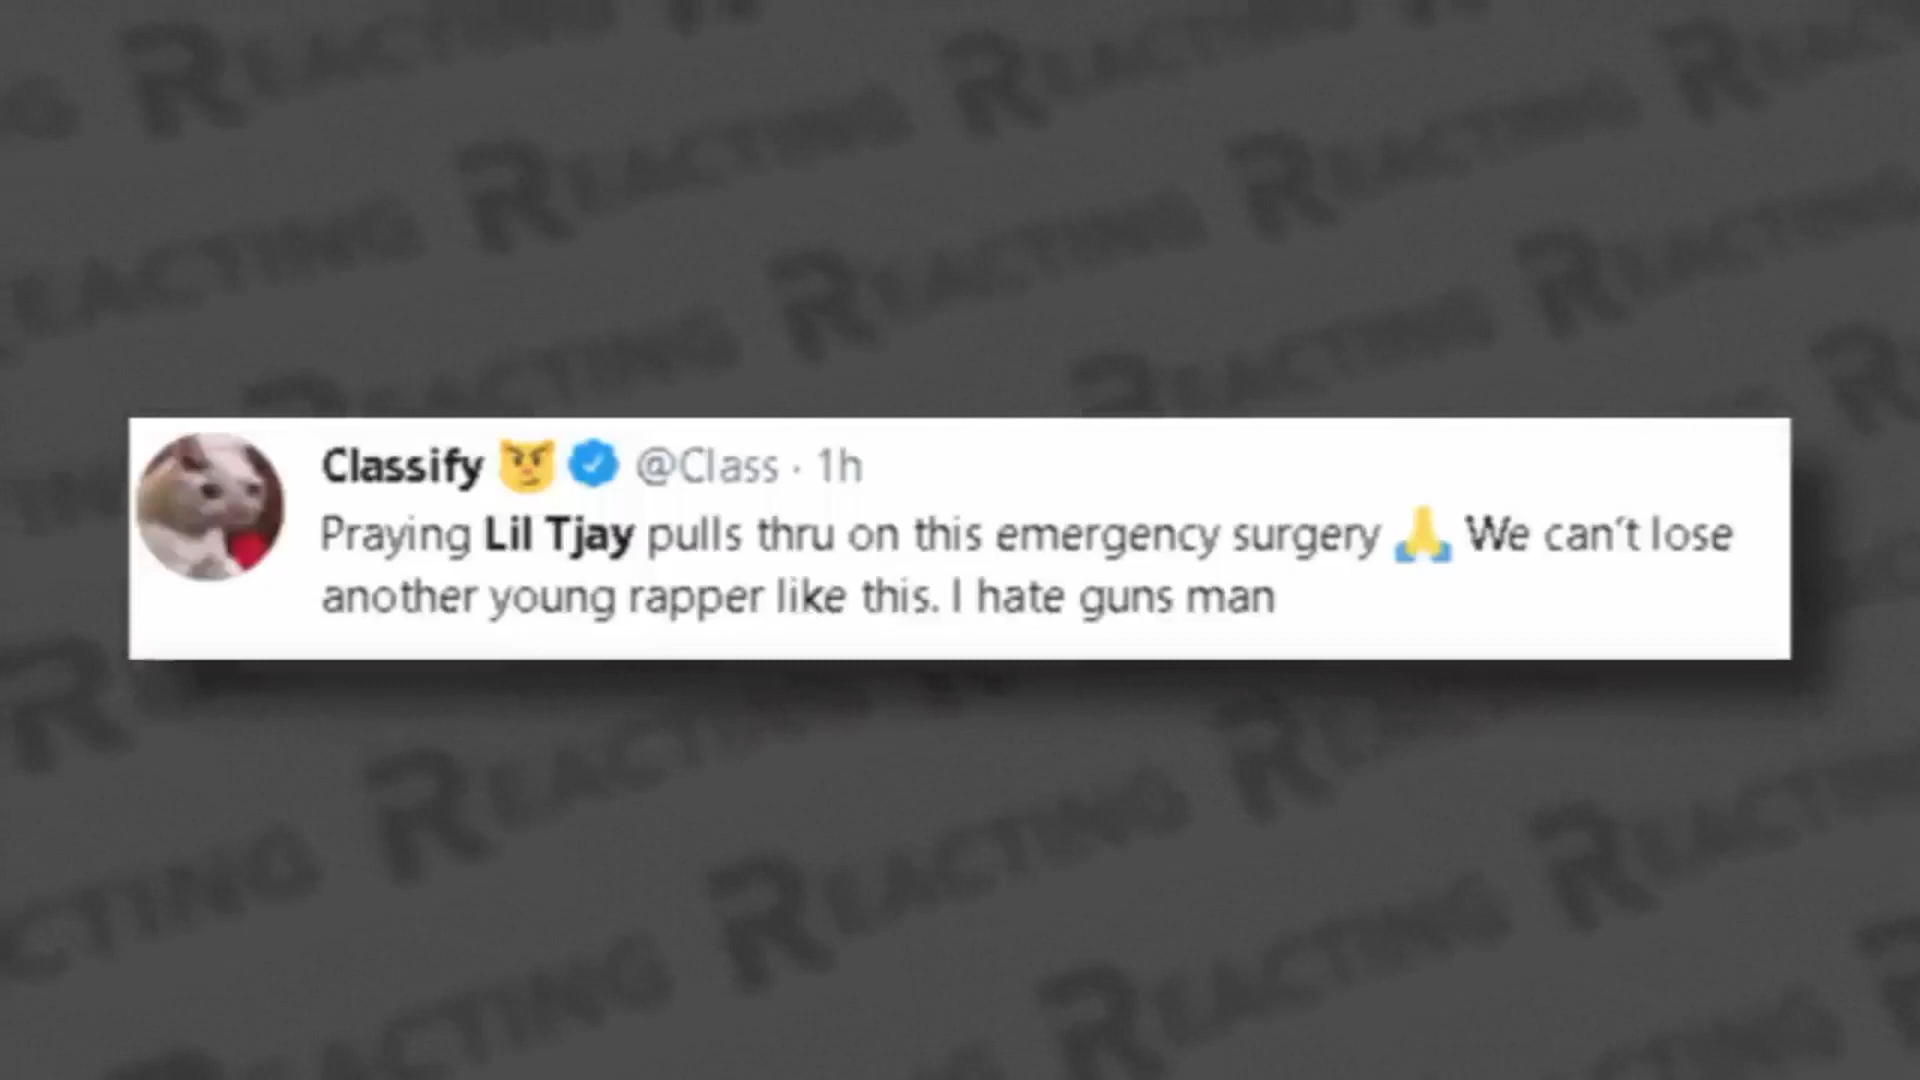 Classify 😼 @Class · 1h
Praying Lil Tjay pulls thru on this emergency surgery 🙏 We can't lose
another young rapper like this. I hate guns man
REACTING